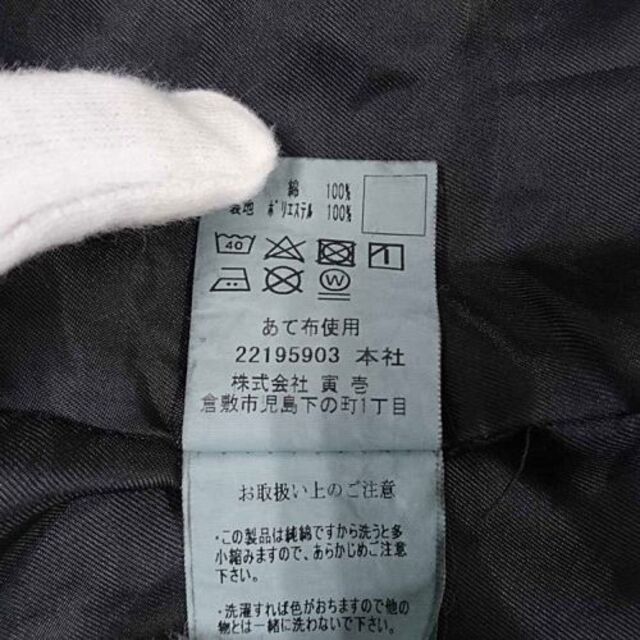 綿 100%
裏地 ポリエステル 100%
40
W
あて布使用
22195903 本社
株式会社 寅壱
倉敷市児島下の町1丁目
お取扱い上のご注意
・この製品は純綿ですから洗うと多
小縮みますので、あらかじめご注意
下さい。
・洗濯すれば色がおちますので他の
物とは一緒に洗わないで下さい。